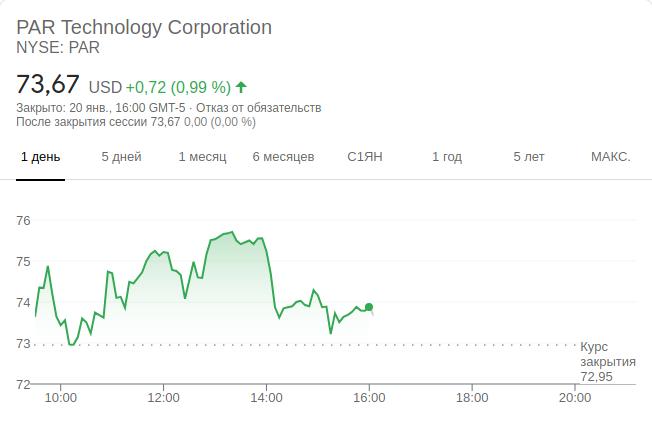 PAR Technology Corporation
NYSE: PAR
73,67 USD +0,72 (0,99 %)
Закрыто: 20 янв., 16:00 GMT-5 · Отказ от обязательств
После закрытия сессии 73,67 0,00 (0,00 %)
1 день 5 дней 1 месяц 6 месяцев С1ЯН 1 год 5 лет МАКС.
76
75
74
73
Курс
закрытия
72,95
72
10:00 12:00 14:00 16:00 18:00 20:00